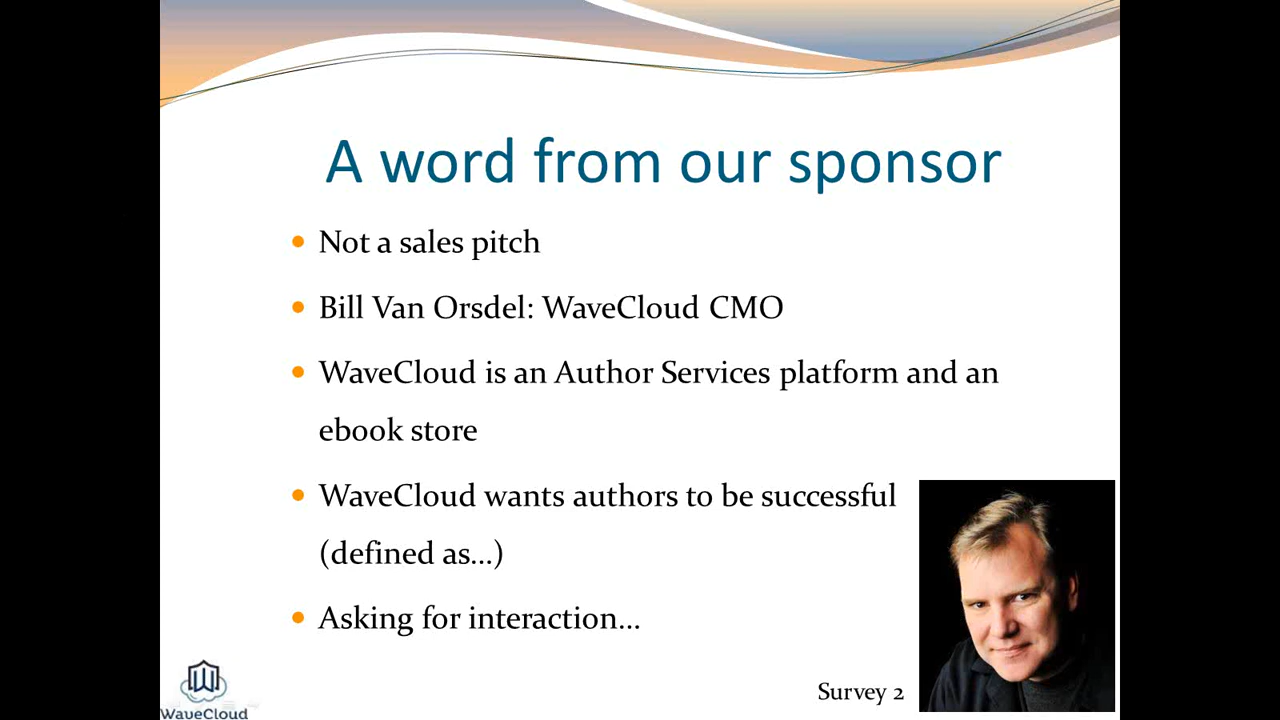 A word from our sponsor
Not a sales pitch
Bill Van Orsdel: WaveCloud CMO
WaveCloud is an Author Services platform and an
ebook store
WaveCloud wants authors to be successful
(defined as...)
Asking for interaction...
Survey 2
WaveCloud